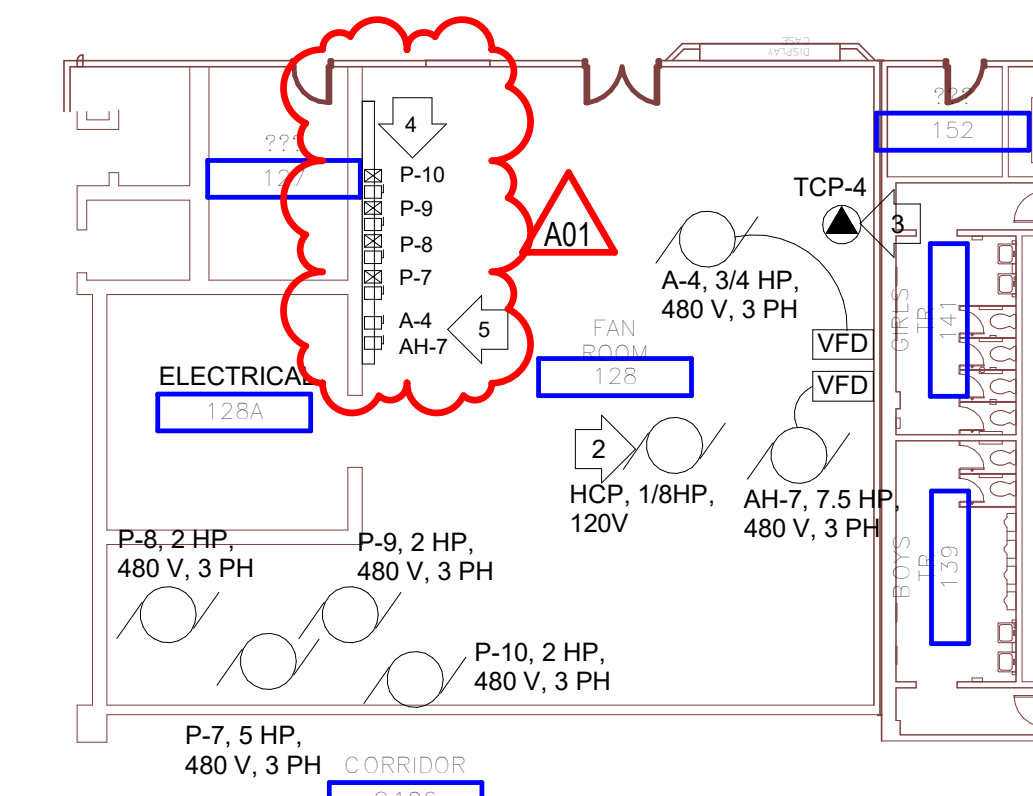 DISPLAY
CASE
???
127
???
152
4
P-10
P-9
P-8
P-7
A-4
AH-7
5
A01
TCP-4
3
A-4, 3/4 HP,
480 V, 3 PH
VFD
VFD
FAN
ROOM
128
GIRLS
TR
141
ELECTRICAL
128A
2
HCP, 1/8HP,
120V
AH-7, 7.5 HP,
480 V, 3 PH
BOYS
TR
139
P-8, 2 HP,
480 V, 3 PH
P-9, 2 HP,
480 V, 3 PH
P-10, 2 HP,
480 V, 3 PH
P-7, 5 HP,
480 V, 3 PH
CORRIDOR